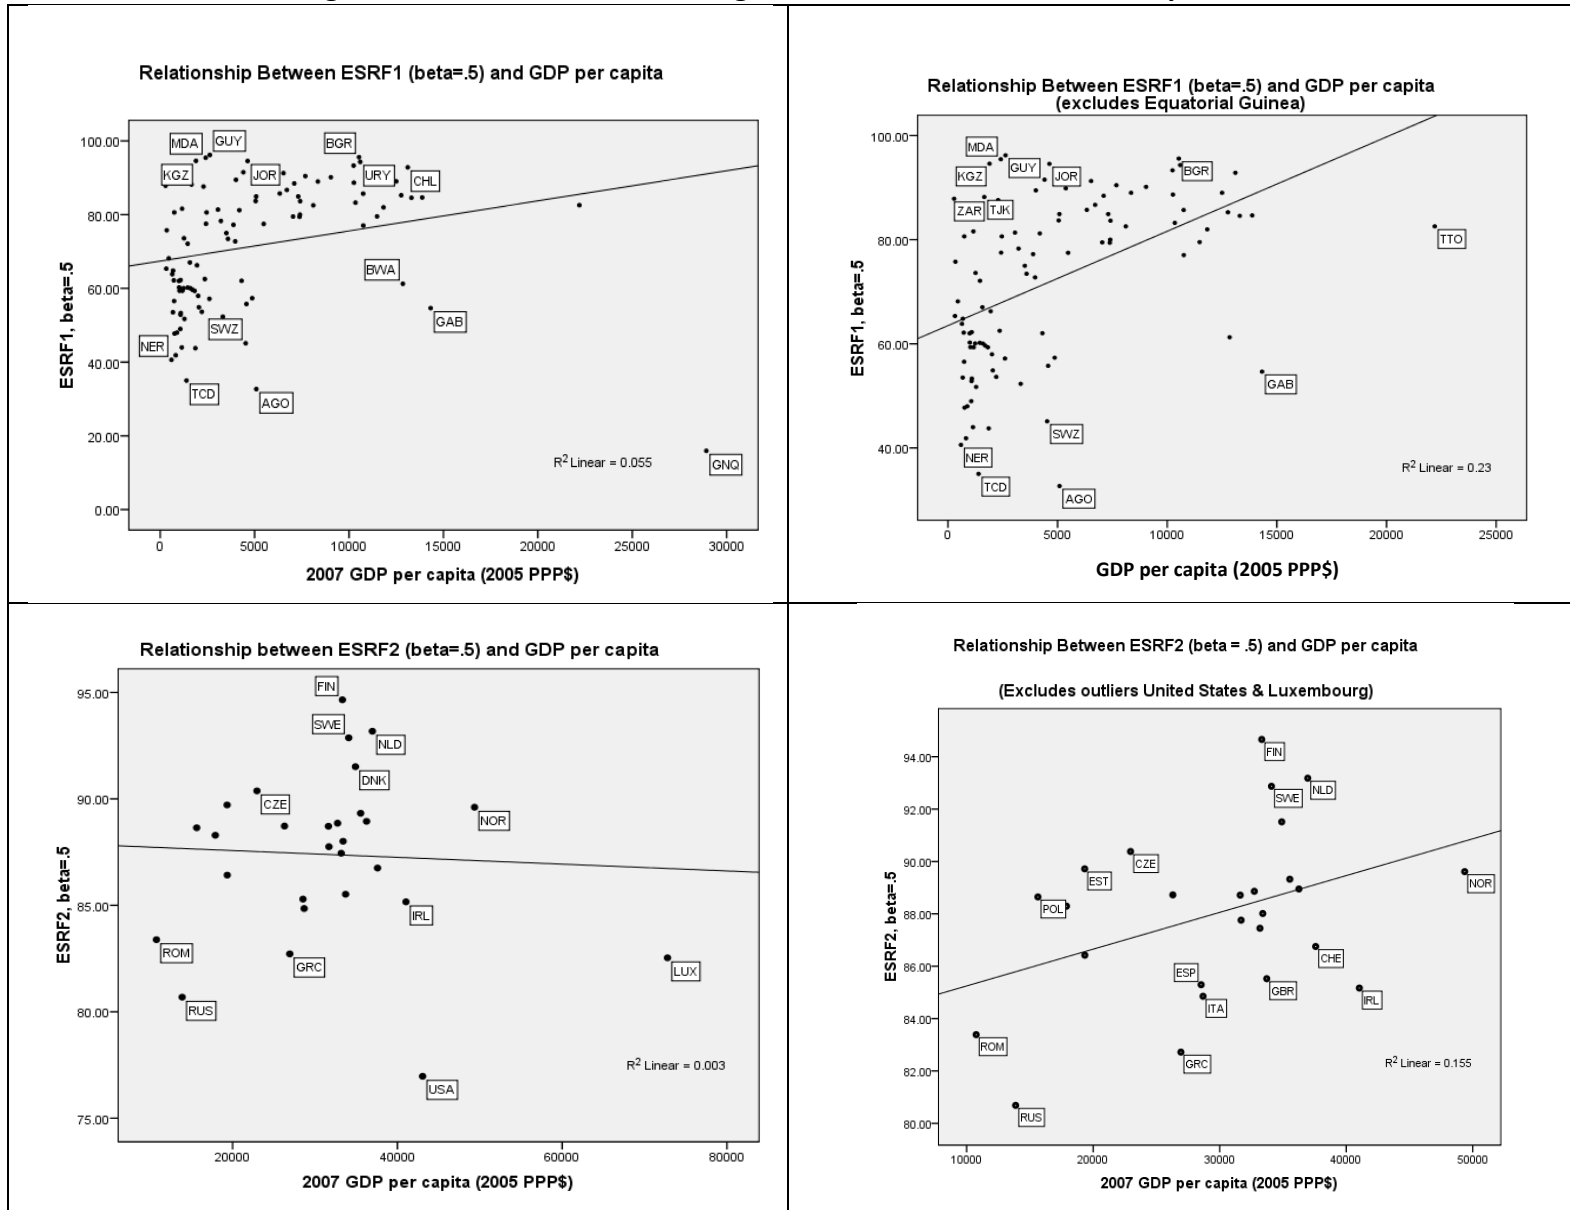 Relationship Between ESRF1 (beta=.5) and GDP per capita
ESRF1, beta=.5
100.00
80.00
60.00
40.00
20.00
0.00
MDA
GUY
BGR
KGZ
JOR
URY
CHL
BWA
GAB
SWZ
NER
TCD
AGO
GNQ
R2 Linear = 0.055
0
5000
10000
15000
20000
25000
30000
2007 GDP per capita (2005 PPP$)
Relationship Between ESRF1 (beta=.5) and GDP per capita
(excludes Equatorial Guinea)
ESRF1, beta=.5
100.00
80.00
60.00
40.00
MDA
GUY
JOR
BGR
KGZ
ZAR
TJK
TTO
GAB
SWZ
NER
TCD
AGO
R2 Linear = 0.23
0
5000
10000
15000
20000
25000
GDP per capita (2005 PPP$)
Relationship between ESRF2 (beta=.5) and GDP per capita
ESRF2, beta=.5
95.00
90.00
85.00
80.00
75.00
FIN
SWE
NLD
DNK
CZE
NOR
IRL
ROM
GRC
LUX
RUS
USA
R2 Linear = 0.003
20000
40000
60000
80000
2007 GDP per capita (2005 PPP$)
Relationship Between ESRF2 (beta = .5) and GDP per capita
(Excludes outliers United States & Luxembourg)
ESRF2, beta=.5
94.00
92.00
90.00
88.00
86.00
84.00
82.00
80.00
FIN
NLD
SWE
CZE
EST
NOR
POL
CHE
ESP
GBR
IRL
ITA
ROM
GRC
RUS
R2 Linear = 0.155
10000
20000
30000
40000
50000
2007 GDP per capita (2005 PPP$)